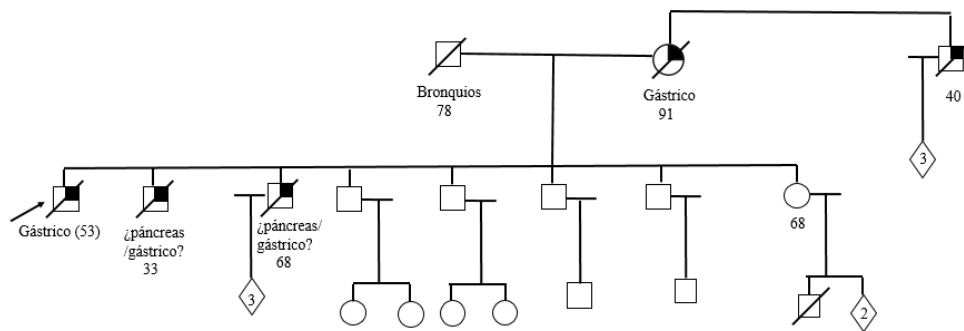 Bronquios
78
Gástrico
91
40
3
Gástrico (53)
¿páncreas
/gástrico?
33
¿páncreas/
gástrico?
68
68
3
2